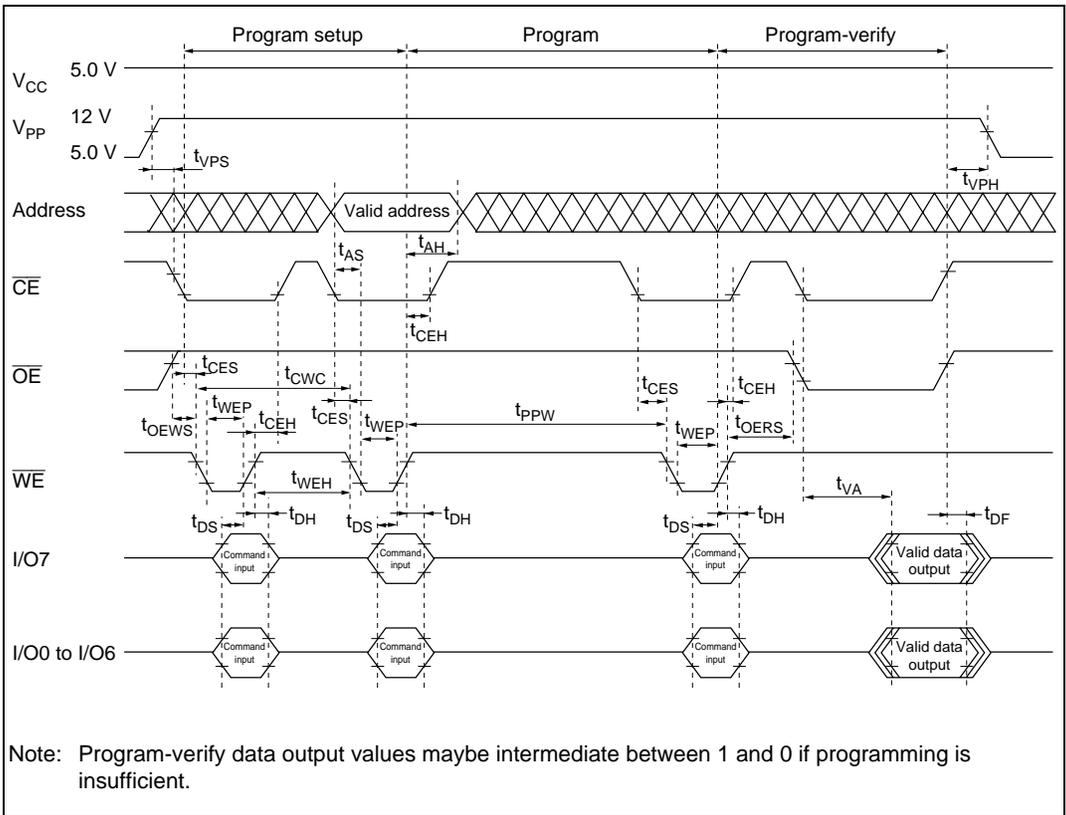 Program setup Program Program-verify
VCC 5.0 V
VPP 12 V
5.0 V
tVPS tVPH
Address Valid address
tAS tAH
CE
tCEH
OE
tCES tCWC tCES tCEH
tOEWS tWEP tCEH tCES tWEP tPPW tWEP tOERS
WE
tWEH tVA
tDS tDH tDS tDH tDS tDH tDF
I/O7 Command input Command input Command input Valid data output
I/O0 to I/O6 Command input Command input Command input Valid data output
Note: Program-verify data output values maybe intermediate between 1 and 0 if programming is
insufficient.